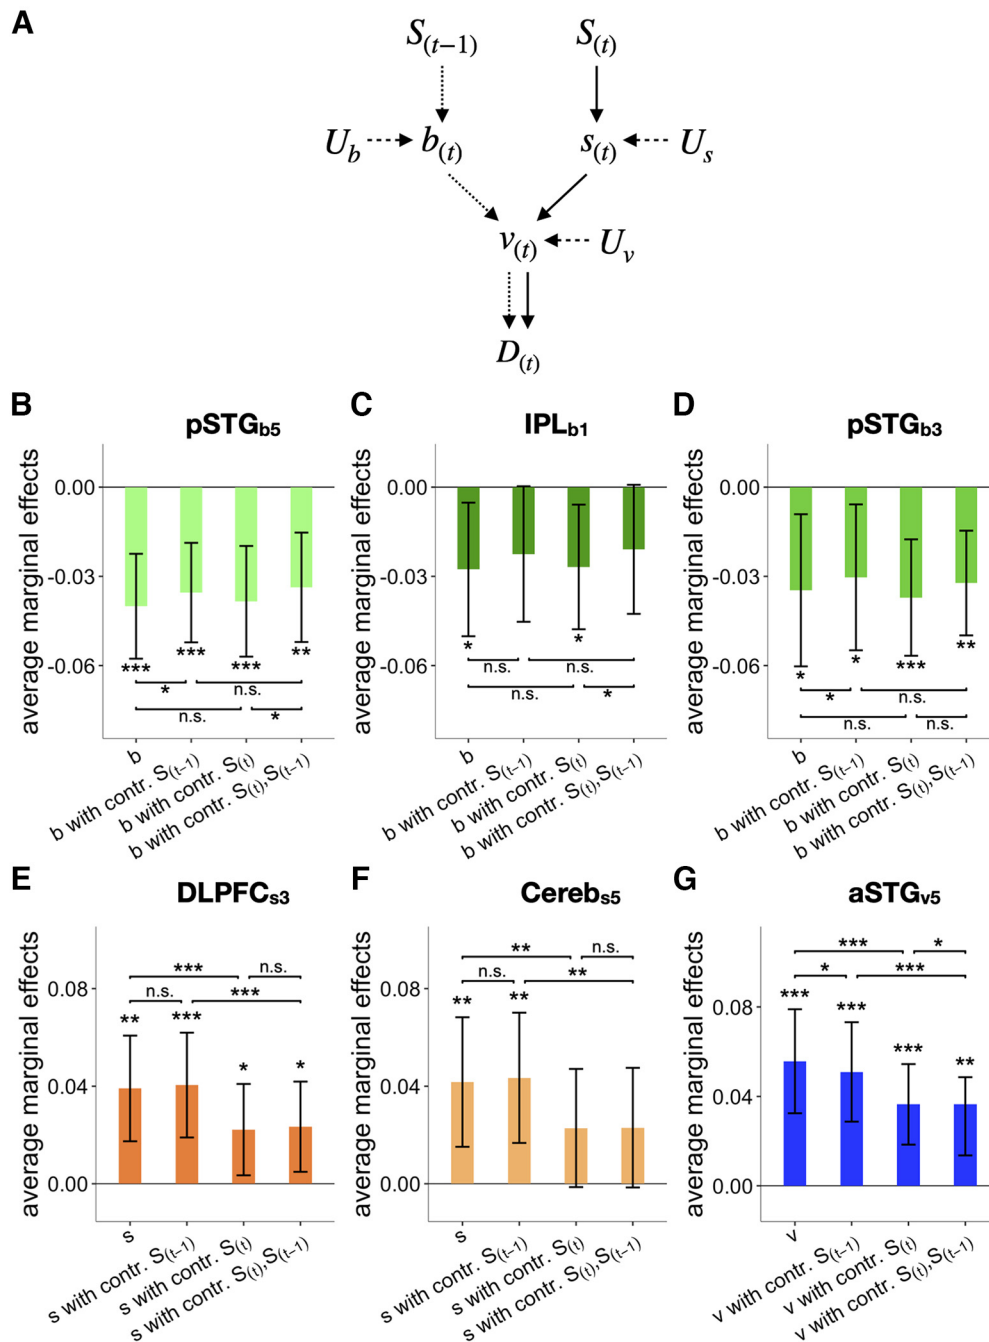 A
S(t−1) S(t)
Ub b(t) s(t) Us
v(t) Uv
D(t)
B pSTGb5
average marginal effects
0.00
-0.03
-0.06
*** *** *** **
* n.s.
n.s. *
b
b with contr. S(t−1)
b with contr. S(t)
b with contr. S(t),S(t−1)
C IPLb1
average marginal effects
0.00
-0.03
-0.06
* *
n.s. n.s.
n.s. *
b
b with contr. S(t−1)
b with contr. S(t)
b with contr. S(t),S(t−1)
D pSTGb3
average marginal effects
0.00
-0.03
-0.06
* * *** **
* n.s.
n.s. n.s.
b
b with contr. S(t−1)
b with contr. S(t)
b with contr. S(t),S(t−1)
E DLPFCs3
average marginal effects
0.08
0.04
0.00
*** n.s.
n.s. ***
** *** * *
s
s with contr. S(t−1)
s with contr. S(t)
s with contr. S(t),S(t−1)
F Cerebs5
average marginal effects
0.08
0.04
0.00
** n.s.
n.s. **
** **
s
s with contr. S(t−1)
s with contr. S(t)
s with contr. S(t),S(t−1)
G aSTGv5
average marginal effects
0.08
0.04
0.00
*** *
* ***
*** *** *** **
v
v with contr. S(t−1)
v with contr. S(t)
v with contr. S(t),S(t−1)